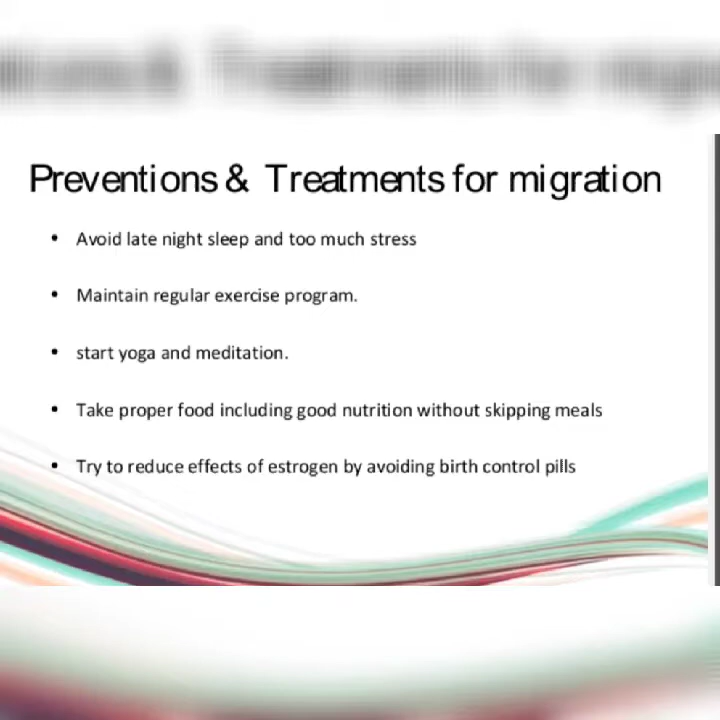 Preventions & Treatments for migration
• Avoid late night sleep and too much stress
• Maintain regular exercise program.
• start yoga and meditation.
• Take proper food including good nutrition without skipping meals
• Try to reduce effects of estrogen by avoiding birth control pills